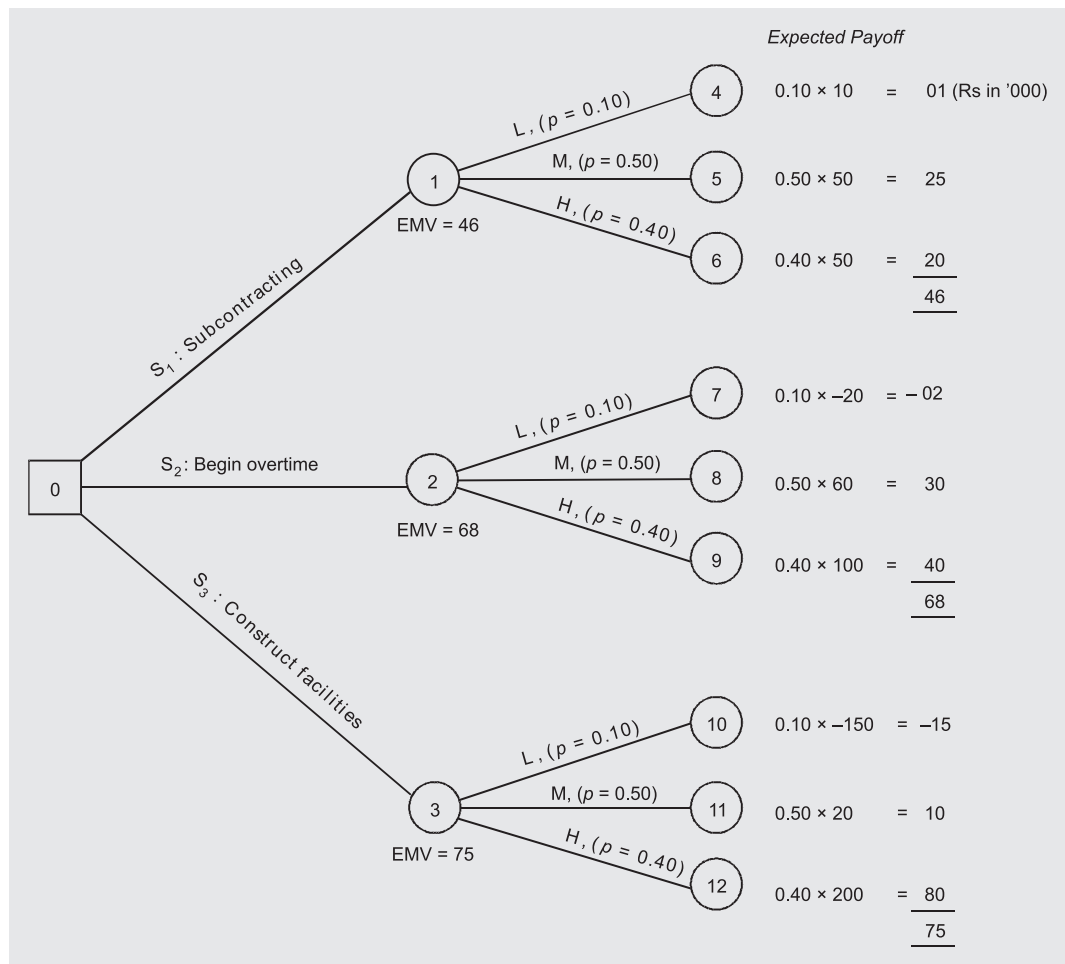 Expected Payoff
L, (p = 0.10)
4
0.10 × 10 = 01 (Rs in '000)
1
M, (p = 0.50)
5
0.50 × 50 = 25
EMV = 46
H, (p = 0.40)
6
0.40 × 50 = 20
46
S1 : Subcontracting
L, (p = 0.10)
7
0.10 × –20 = – 02
0
S2: Begin overtime
2
M, (p = 0.50)
8
0.50 × 60 = 30
EMV = 68
H, (p = 0.40)
9
0.40 × 100 = 40
68
S3 : Construct facilities
L, (p = 0.10)
10
0.10 × –150 = –15
3
M, (p = 0.50)
11
0.50 × 20 = 10
EMV = 75
H, (p = 0.40)
12
0.40 × 200 = 80
75